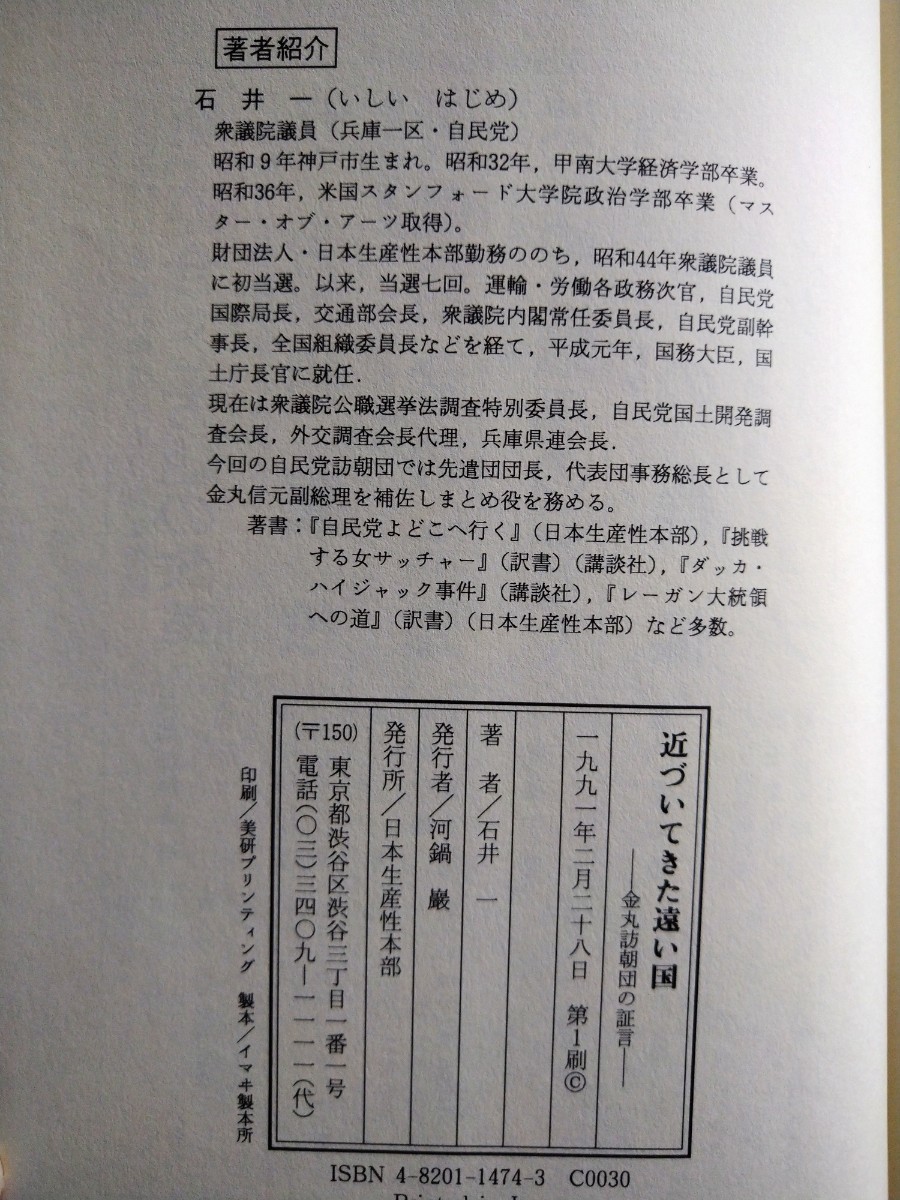 著者紹介
石井 一（いしい はじめ）
衆議院議員（兵庫一区・自民党）
昭和９年神戸市生まれ。昭和32年，甲南大学経済学部卒業。
昭和36年，米国スタンフォード大学院政治学部卒業（マス
ター・オブ・アーツ取得）。
財団法人・日本生産性本部勤務ののち，昭和44年衆議院議員
に初当選。以来，当選七回。運輸・労働各政務次官，自民党
国際局長，交通部会長，衆議院内閣常任委員長，自民党副幹
事長，全国組織委員長などを経て，平成元年，国務大臣，国
土庁長官に就任．
現在は衆議院公職選挙法調査特別委員長，自民党国土開発調
査会長，外交調査会長代理，兵庫県連会長．
今回の自民党訪朝団では先遣団団長，代表団事務総長として
金丸信元副総理を補佐しまとめ役を務める。
著書：『自民党よどこへ行く』（日本生産性本部），『挑戦
する女サッチャー』（訳書）（講談社），『ダッカ・
ハイジャック事件』（講談社），『レーガン大統領
への道』（訳書）（日本生産性本部）など多数。
近づいてきた遠い国
――金丸訪朝団の証言――
一九九一年二月二十八日 第１刷©
著 者／石井 一
発行者／河鍋 巖
発行所／日本生産性本部
（〒150） 東京都渋谷区渋谷三丁目一番一号
電話（〇三）三四〇九―一一一一（代）
印刷／美研プリンティング 製本／イマヰ製本所
ISBN 4-8201-1474-3 C0030